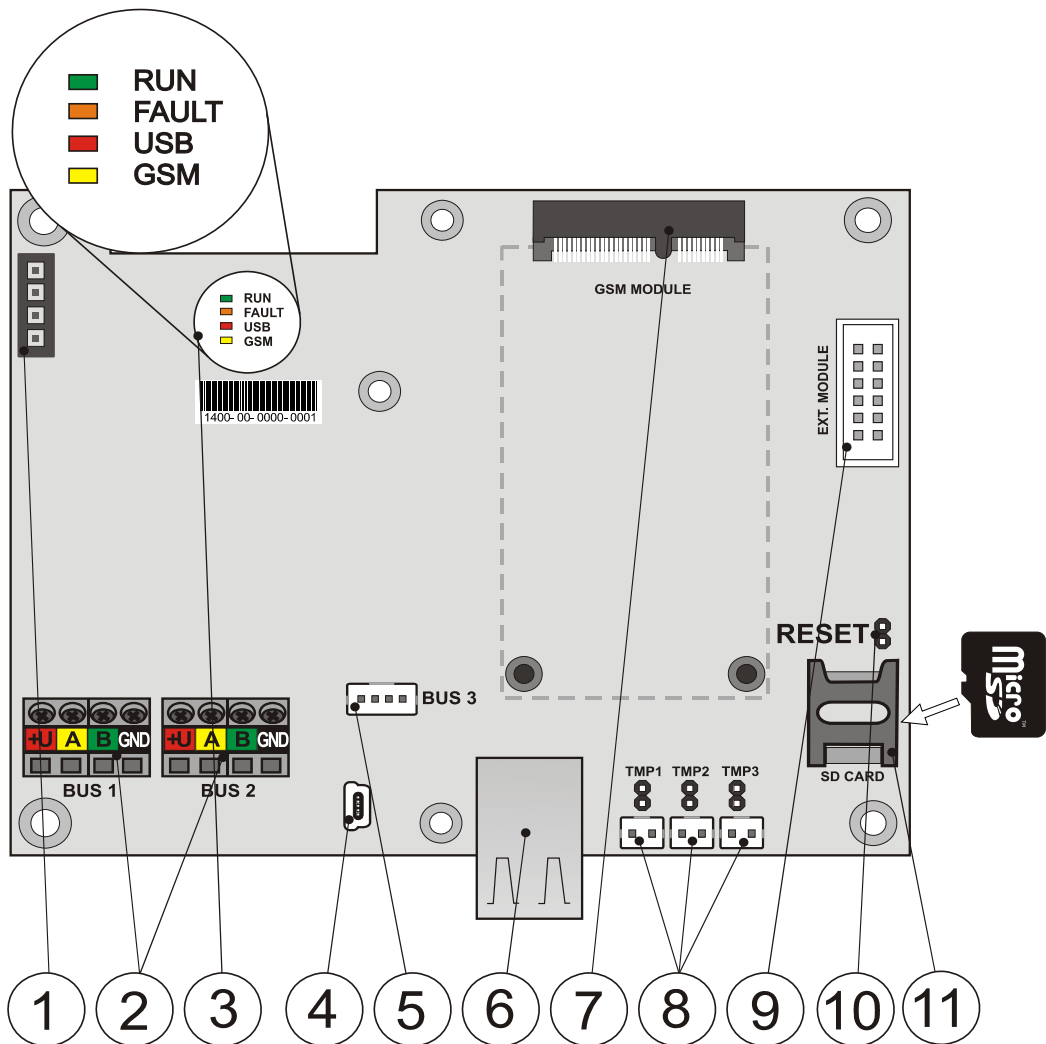 RUN
FAULT
USB
GSM
GSM MODULE
RUN
FAULT
USB
GSM
EXT. MODULE
1400-00-0000-0001
RESET
micro
SD
TM
BUS 3
+U A B GND
+U A B GND
BUS 1
BUS 2
TMP1 TMP2 TMP3
SD CARD
1 2 3 4 5 6 7 8 9 10 11